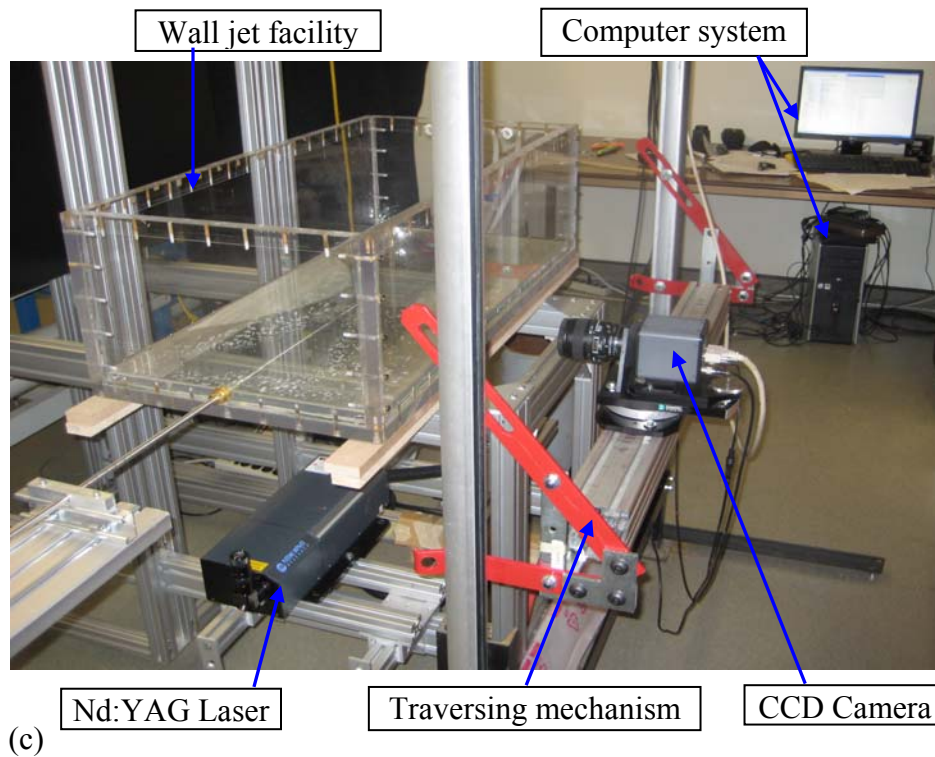 Wall jet facility
Computer system
Nd:YAG Laser
Traversing mechanism
CCD Camera
(c)